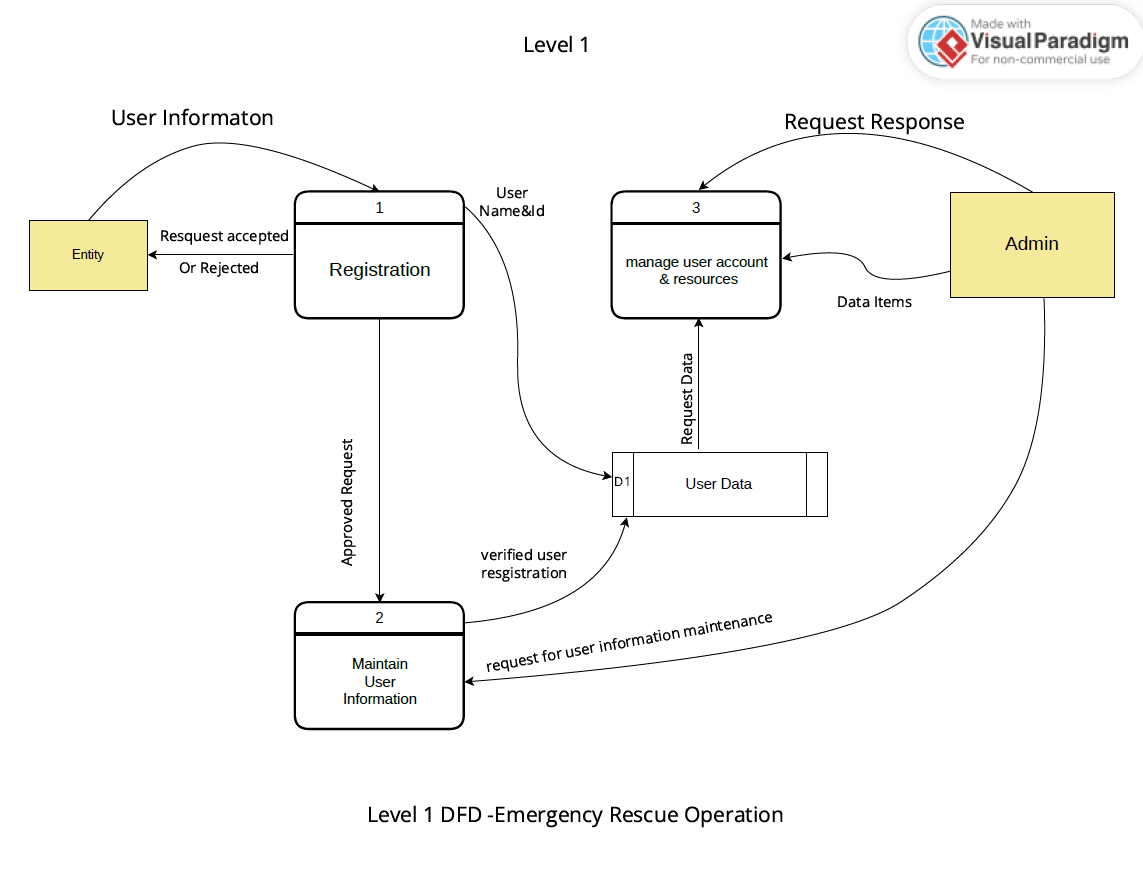 Level 1
Made with
Visual Paradigm
For non-commercial use
User Informaton
Request Response
1
User
Name&Id
3
Admin
Entity
Resquest accepted
Or Rejected
Registration
manage user account
& resources
Data Items
Request Data
Approved Request
D1
User Data
verified user
resgistration
2
Maintain
User
Information
request for user information maintenance
Level 1 DFD -Emergency Rescue Operation